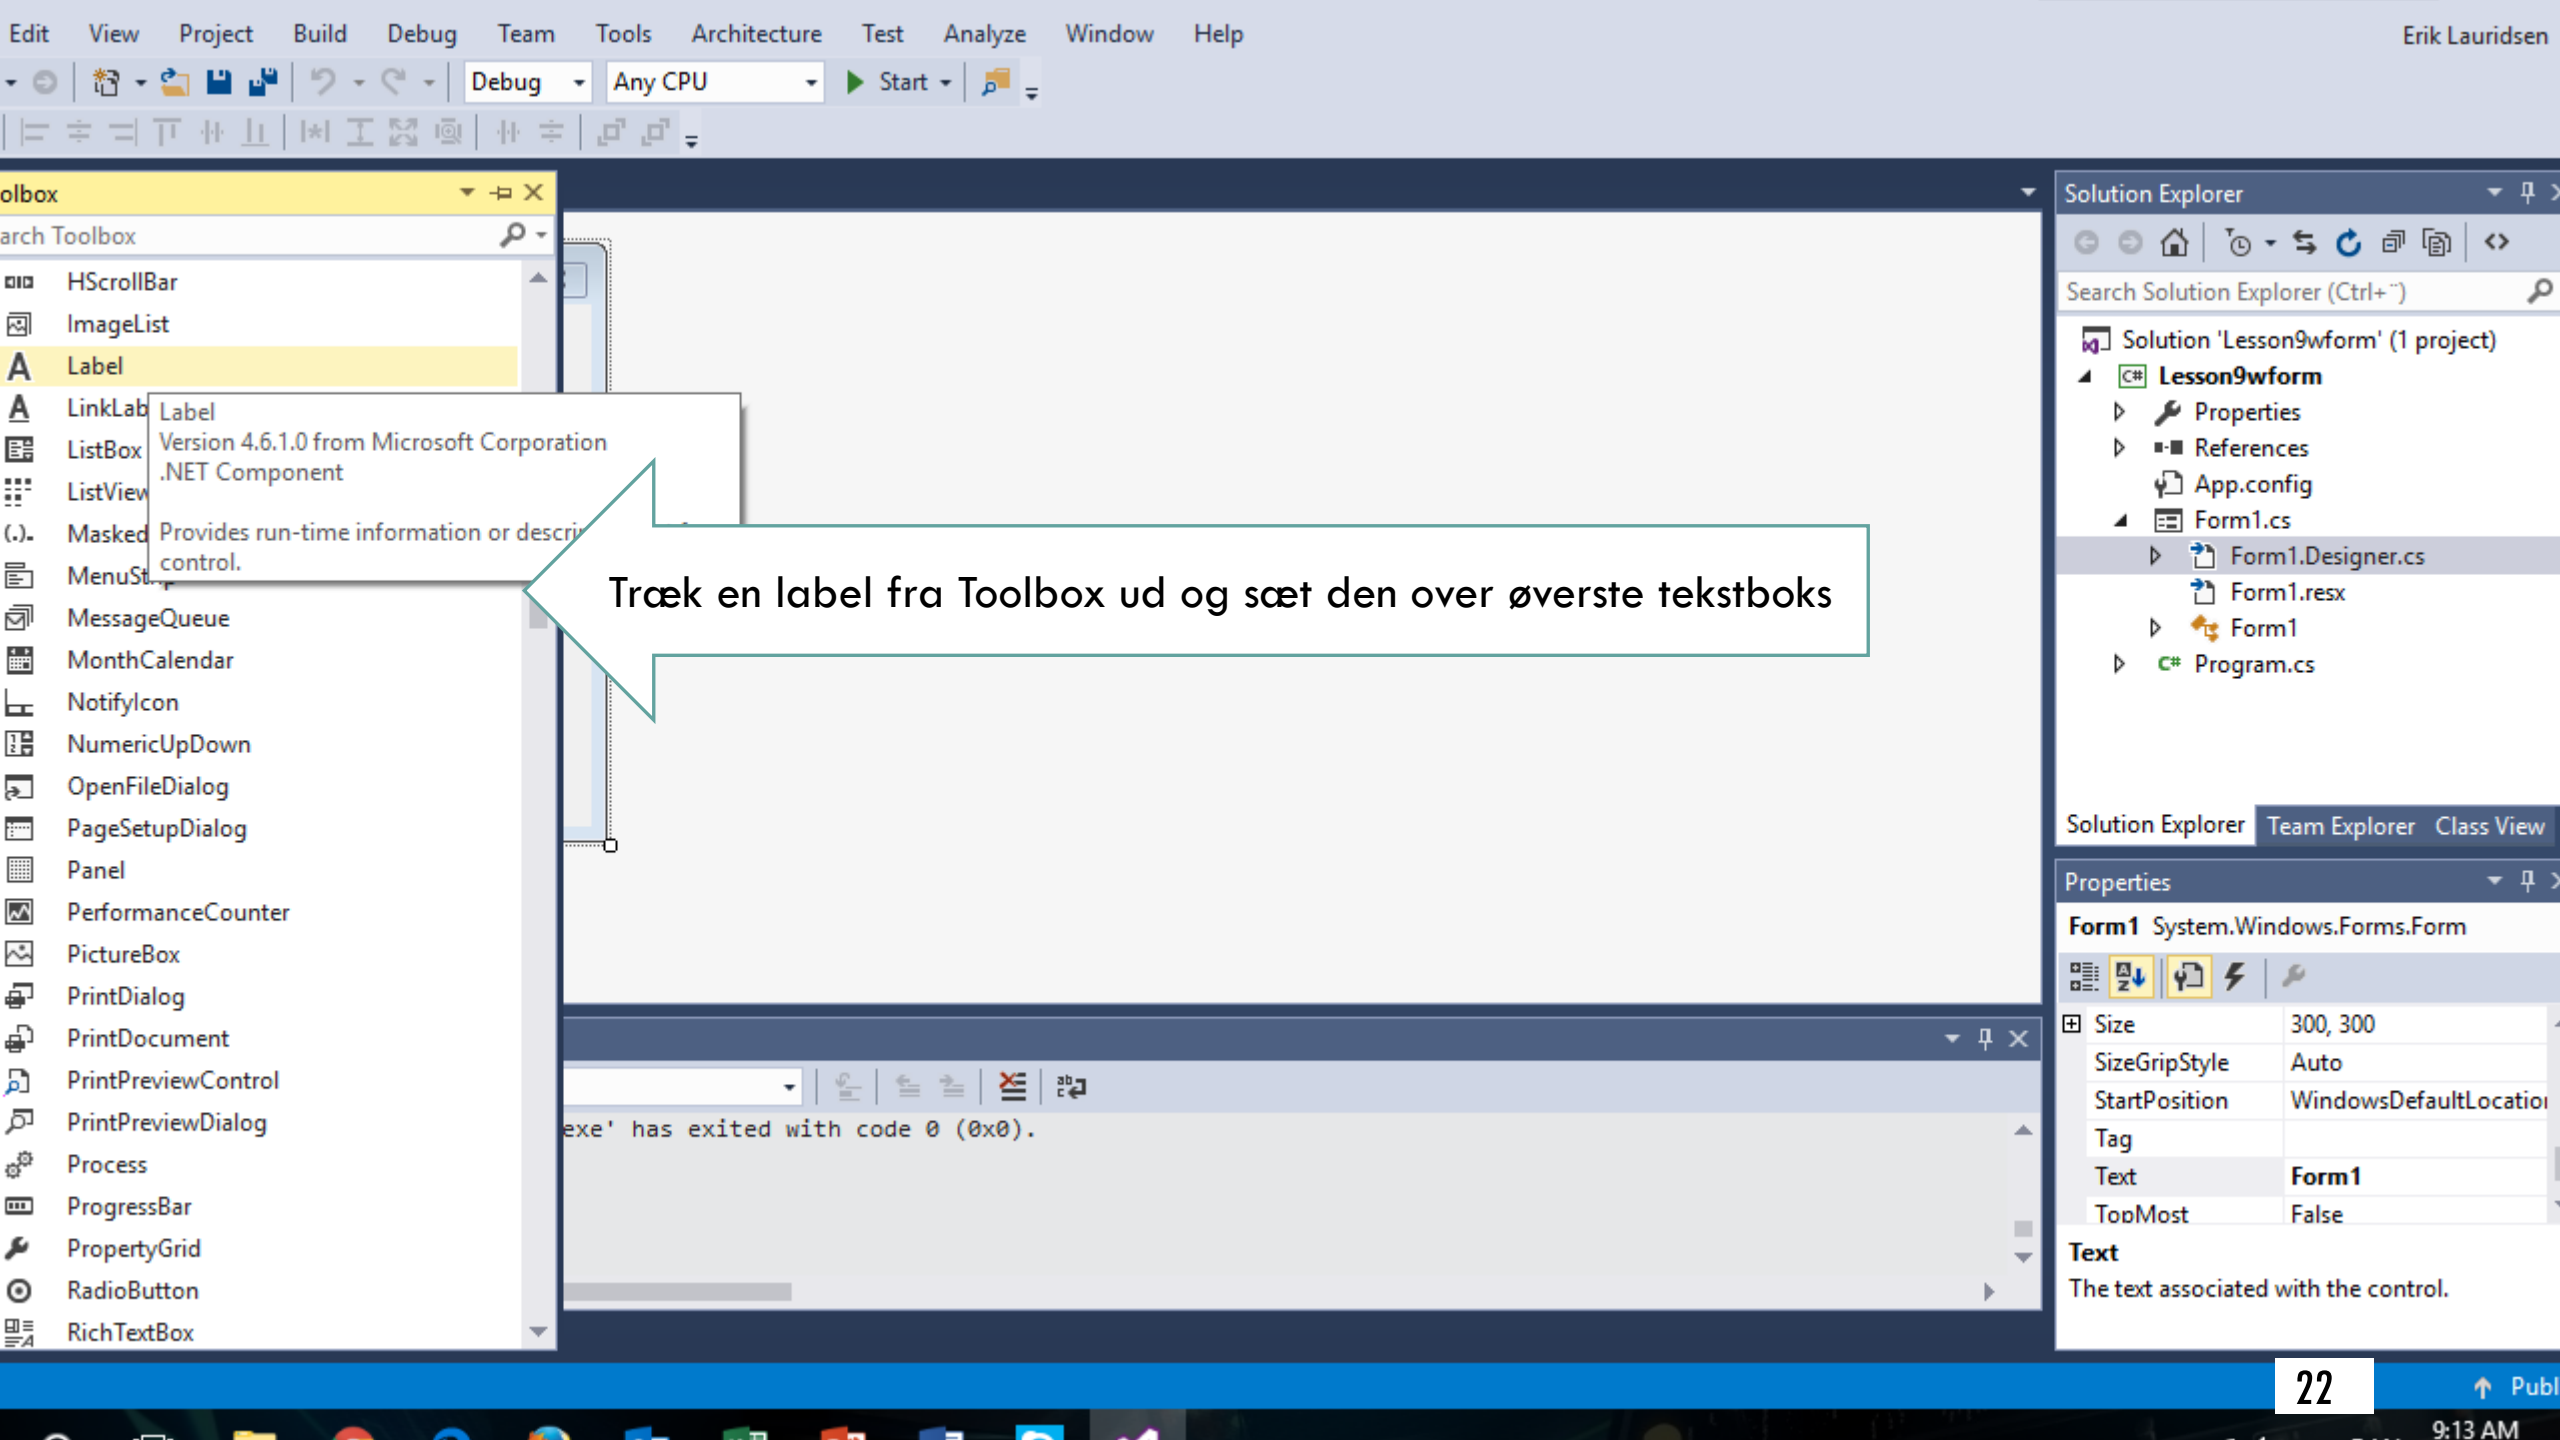 Edit View Project Build Debug Team Tools Architecture Test Analyze Window Help
Erik Lauridsen
Debug Any CPU Start
olbox
arch Toolbox
HScrollBar
ImageList
Label
LinkLab
ListBox
ListView
Masked
MenuStrip
MessageQueue
MonthCalendar
NotifyIcon
NumericUpDown
OpenFileDialog
PageSetupDialog
Panel
PerformanceCounter
PictureBox
PrintDialog
PrintDocument
PrintPreviewControl
PrintPreviewDialog
Process
ProgressBar
PropertyGrid
RadioButton
RichTextBox
Label
Version 4.6.1.0 from Microsoft Corporation
.NET Component
Provides run-time information or descri
control.
Træk en label fra Toolbox ud og sæt den over øverste tekstboks
exe' has exited with code 0 (0x0).
Solution Explorer
Search Solution Explorer (Ctrl+¨)
Solution 'Lesson9wform' (1 project)
C# Lesson9wform
Properties
References
App.config
Form1.cs
Form1.Designer.cs
Form1.resx
Form1
C# Program.cs
Solution Explorer Team Explorer Class View
Properties
Form1 System.Windows.Forms.Form
Size 300, 300
SizeGripStyle Auto
StartPosition WindowsDefaultLocation
Tag
Text Form1
TopMost False
Text
The text associated with the control.
22
Publ
9:13 AM